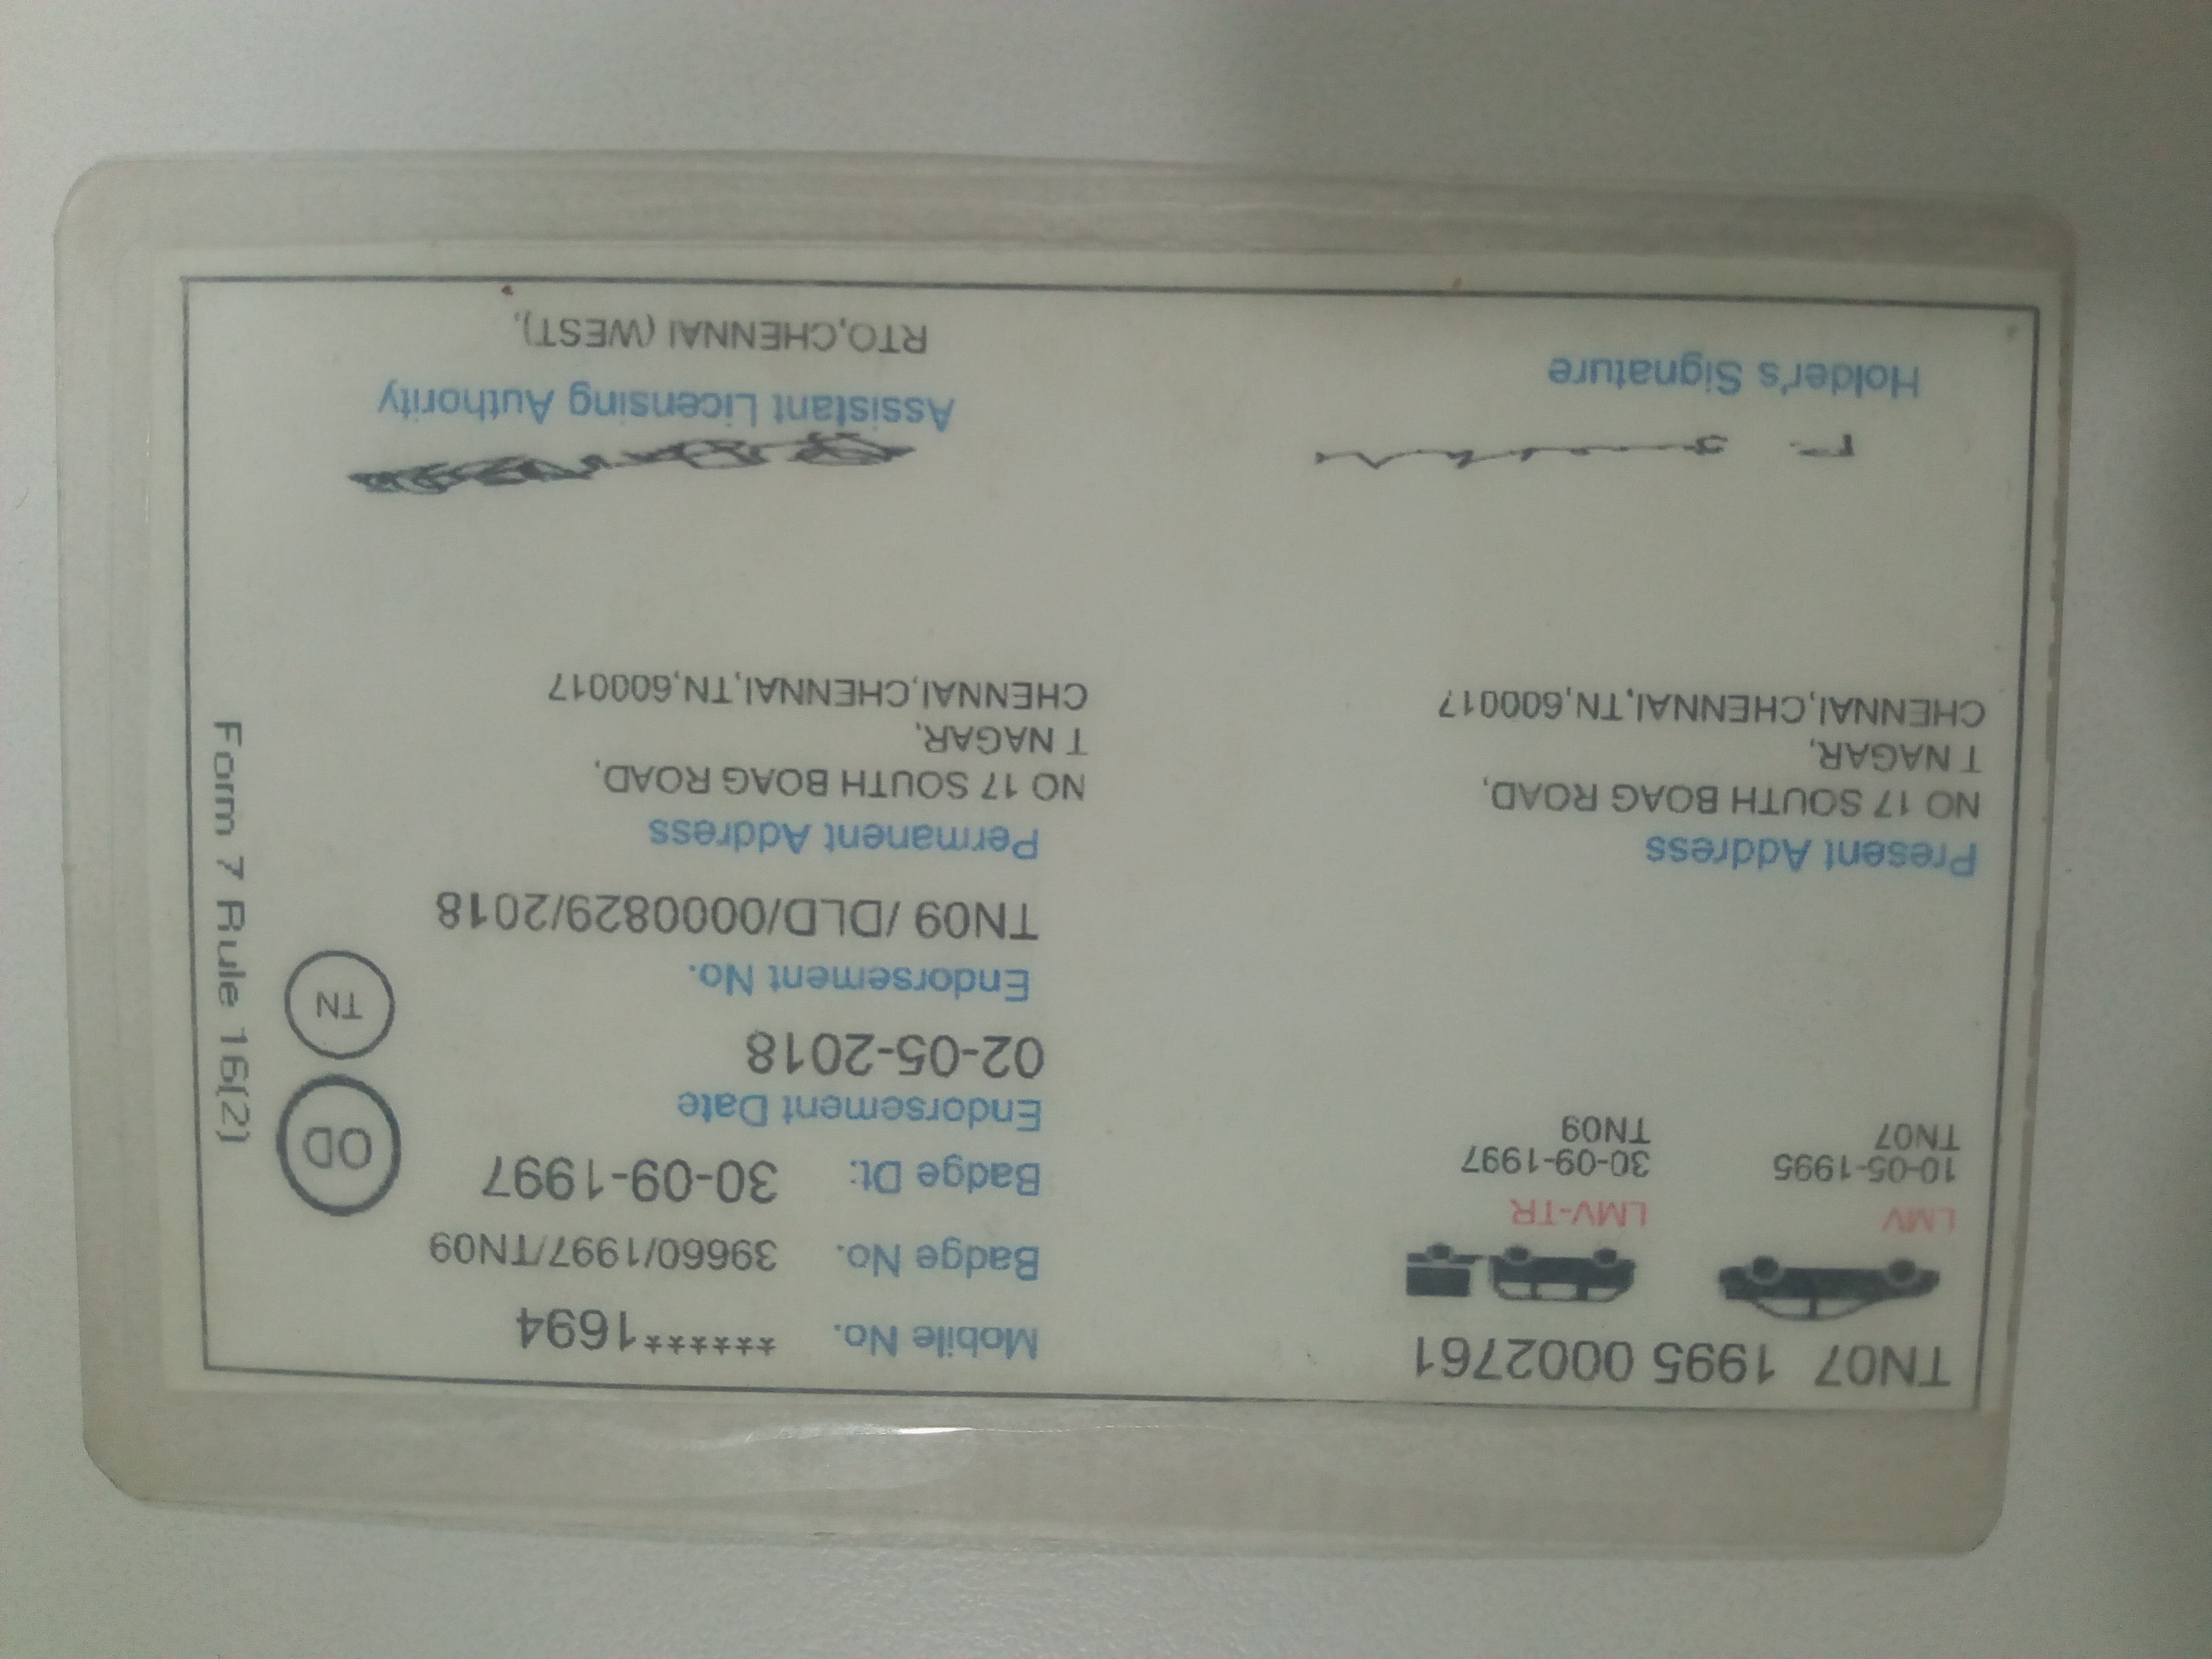 TN07 1995 0002761
LMV
10-05-1995
TN07
LMV-TR
30-09-1997
TN09
Present Address
NO 17 SOUTH BOAG ROAD,
T NAGAR,
CHENNAI,CHENNAI,TN,600017
Holder's Signature
Mobile No. ******1694
Badge No. 39660/1997/TN09
Badge Dt: 30-09-1997
Endorsement Date
02-05-2018
Endorsement No.
TN09 /DLD/0000829/2018
Permanent Address
NO 17 SOUTH BOAG ROAD,
T NAGAR,
CHENNAI,CHENNAI,TN,600017
Assistant Licensing Authority
RTO,CHENNAI (WEST),
OD
TN
Form 7 Rule 16(2)